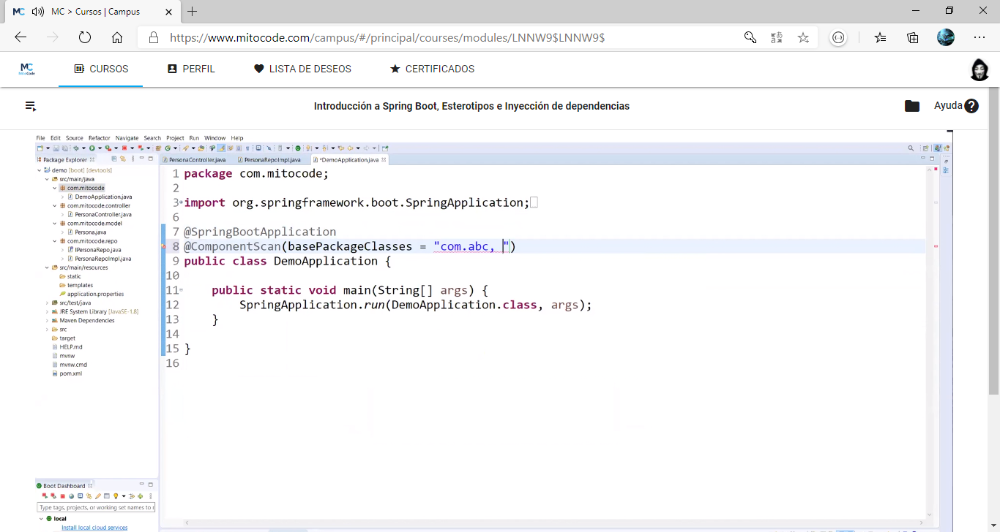 MC > Cursos | Campus
https://www.mitocode.com/campus/#/principal/courses/modules/LNNW9$LNNW9$
MC MitoCode CURSOS PERFIL LISTA DE DESEOS CERTIFICADOS
Introducción a Spring Boot, Esterotipos e Inyección de dependencias
Ayuda
File Edit Source Refactor Navigate Search Project Run Window Help
Package Explorer
PersonaController.java PersonaRepoImpl.java *DemoApplication.java
demo [boot] [devtools]
src/main/java
com.mitocode
DemoApplication.java
com.mitocode.controller
PersonaController.java
com.mitocode.model
Persona.java
com.mitocode.repo
IPersonaRepo.java
PersonaRepoImpl.java
src/main/resources
static
templates
application.properties
src/test/java
JRE System Library [JavaSE-1.8]
Maven Dependencies
src
target
HELP.md
mvnw
mvnw.cmd
pom.xml
1 package com.mitocode;
2
3 import org.springframework.boot.SpringApplication;
6
7 @SpringBootApplication
8 @ComponentScan(basePackageClasses = "com.abc, ")
9 public class DemoApplication {
10
11 public static void main(String[] args) {
12 SpringApplication.run(DemoApplication.class, args);
13 }
14
15 }
16
Boot Dashboard
Type tags, projects, or working set names to
local
Install local cloud services